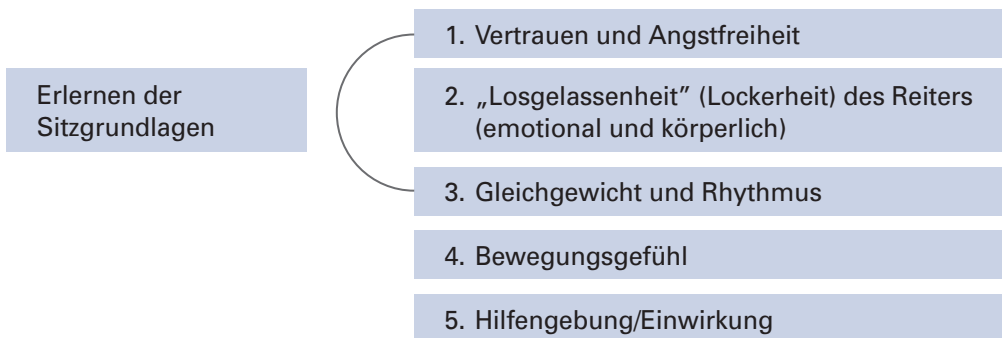 Erlernen der
Sitzgrundlagen
1. Vertrauen und Angstfreiheit
2. „Losgelassenheit” (Lockerheit) des Reiters
(emotional und körperlich)
3. Gleichgewicht und Rhythmus
4. Bewegungsgefühl
5. Hilfengebung/Einwirkung